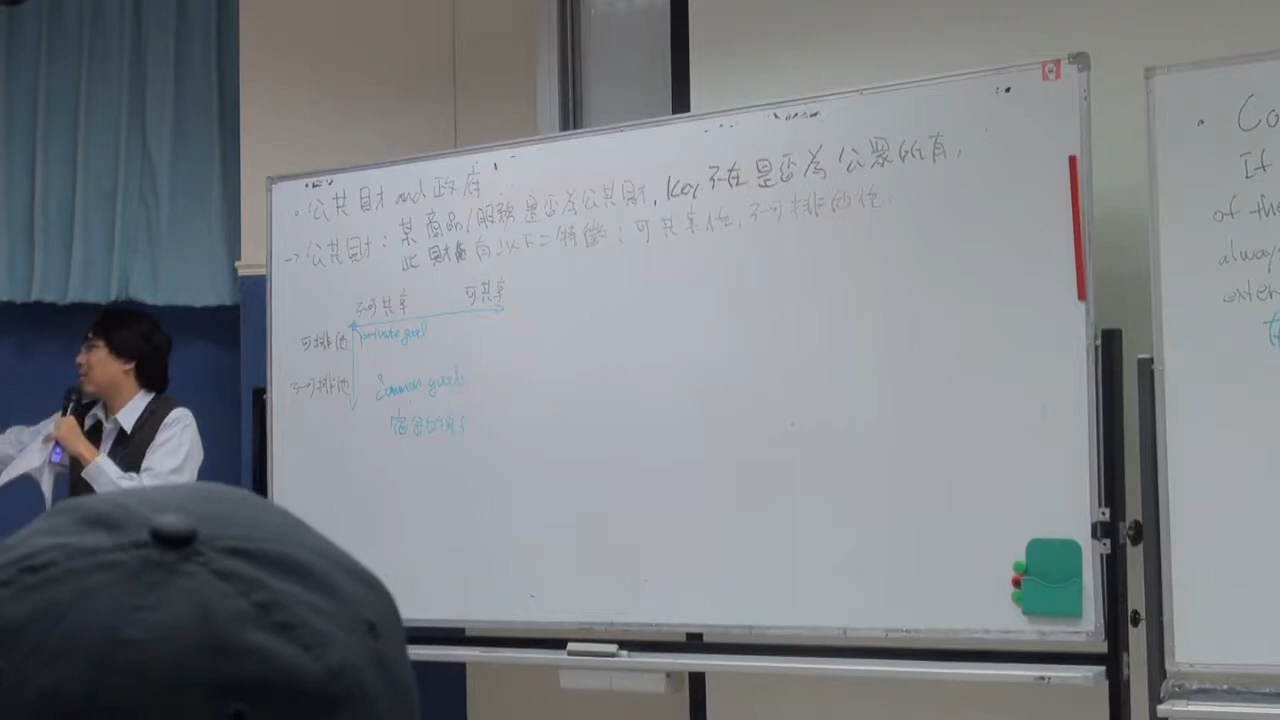 • 公共財 and 政府
→ 公共財: 某商品/服務是否為公共財, Key 不在是否為公眾所有,
此財有以下二特徵: 可共享性, 不可排他性.
不可共享 可共享
可排他 private good
不可排他 common goods
宿舍的
• Co
If
of the
always
exter